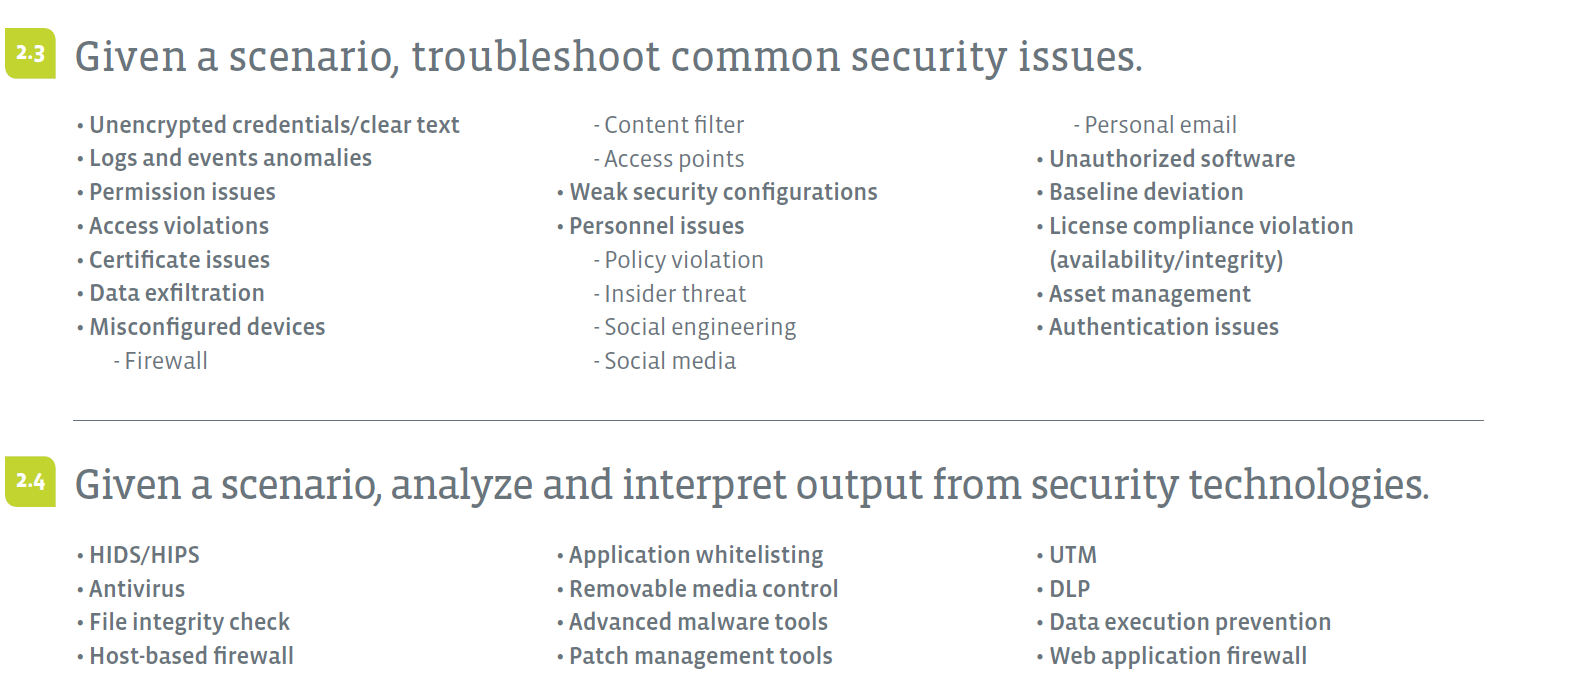 2.3
Given a scenario, troubleshoot common security issues.
• Unencrypted credentials/clear text
• Logs and events anomalies
• Permission issues
• Access violations
• Certificate issues
• Data exfiltration
• Misconfigured devices
- Firewall
- Content filter
- Access points
• Weak security configurations
• Personnel issues
- Policy violation
- Insider threat
- Social engineering
- Social media
- Personal email
• Unauthorized software
• Baseline deviation
• License compliance violation
(availability/integrity)
• Asset management
• Authentication issues
2.4
Given a scenario, analyze and interpret output from security technologies.
• HIDS/HIPS
• Antivirus
• File integrity check
• Host-based firewall
• Application whitelisting
• Removable media control
• Advanced malware tools
• Patch management tools
• UTM
• DLP
• Data execution prevention
• Web application firewall